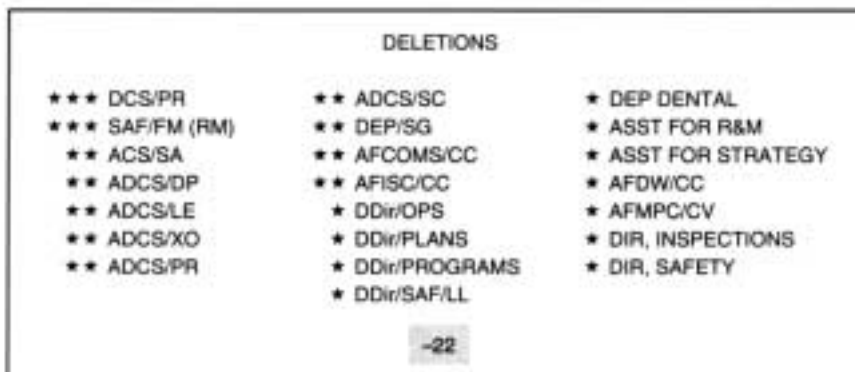 DELETIONS
★★★ DCS/PR
★★★ SAF/FM (RM)
★★ ACS/SA
★★ ADCS/DP
★★ ADCS/LE
★★ ADCS/XO
★★ ADCS/PR
★★ ADCS/SC
★★ DEP/SG
★★ AFCOMS/CC
★★ AFISC/CC
★ DDir/OPS
★ DDir/PLANS
★ DDir/PROGRAMS
★ DDir/SAF/LL
★ DEP DENTAL
★ ASST FOR R&M
★ ASST FOR STRATEGY
★ AFDW/CC
★ AFMPC/CV
★ DIR, INSPECTIONS
★ DIR, SAFETY
–22